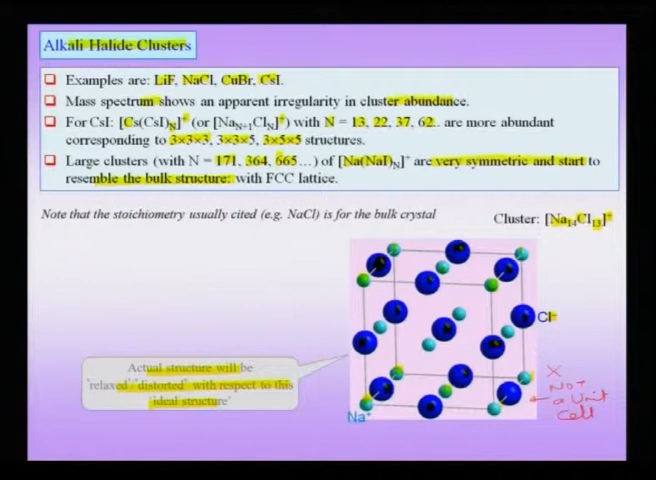 Alkali Halide Clusters
Examples are: LiF, NaCl, CuBr, CsI.
Mass spectrum shows an apparent irregularity in cluster abundance.
For CsI: [Cs(CsI)N]+ (or [NaN+1ClN]+) with N = 13, 22, 37, 62.. are more abundant
corresponding to 3×3×3, 3×3×5, 3×5×5 structures.
Large clusters (with N = 171, 364, 665…) of [Na(NaI)N]+ are very symmetric and start to
resemble the bulk structure: with FCC lattice.
Note that the stoichiometry usually cited (e.g. NaCl) is for the bulk crystal
Cluster: [Na14Cl13]+
Cl-
Actual structure will be
'relaxed' 'distorted' with respect to this
'ideal structure'
X
Not
a Unit
Cell
Na+